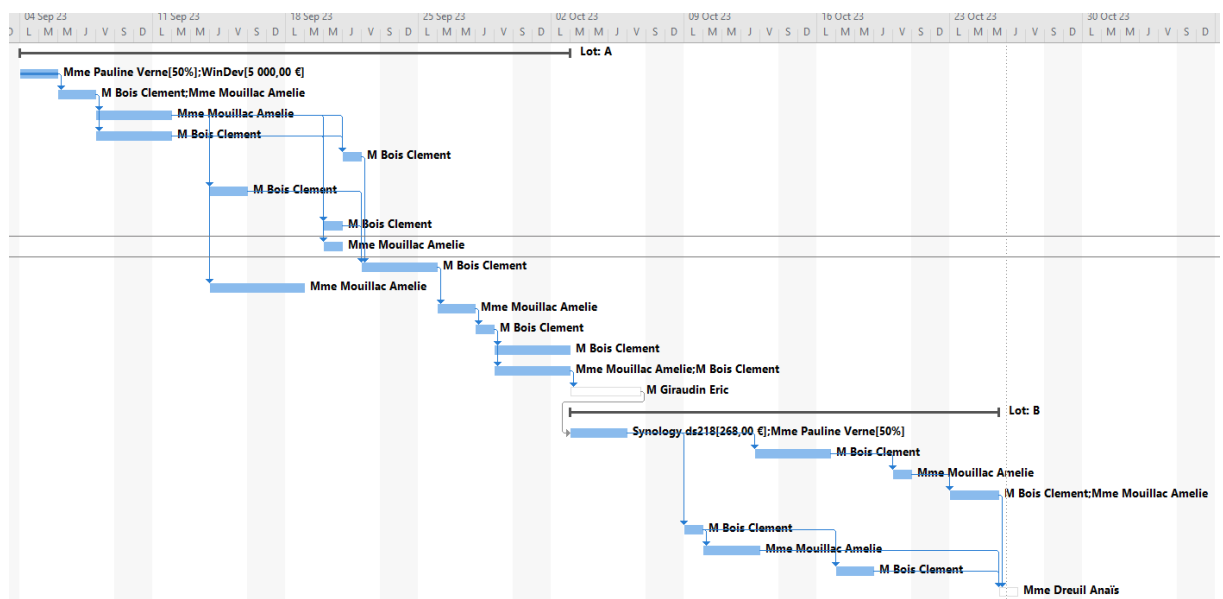 04 Sep 23 11 Sep 23 18 Sep 23 25 Sep 23 02 Oct 23 09 Oct 23 16 Oct 23 23 Oct 23 30 Oct 23
L M M J V S D L M M J V S D L M M J V S D L M M J V S D L M M J V S D L M M J V S D L M M J V S D L M M J V S D L M M J V S D
Lot: A
Mme Pauline Verne[50%];WinDev[5 000,00 €]
M Bois Clement;Mme Mouillac Amelie
Mme Mouillac Amelie
M Bois Clement
M Bois Clement
M Bois Clement
M Bois Clement
Mme Mouillac Amelie
M Bois Clement
Mme Mouillac Amelie
Mme Mouillac Amelie
M Bois Clement
M Bois Clement
Mme Mouillac Amelie;M Bois Clement
M Giraudin Eric
Lot: B
Synology ds218[268,00 €];Mme Pauline Verne[50%]
M Bois Clement
Mme Mouillac Amelie
M Bois Clement;Mme Mouillac Amelie
M Bois Clement
Mme Mouillac Amelie
M Bois Clement
Mme Dreuil Anaïs